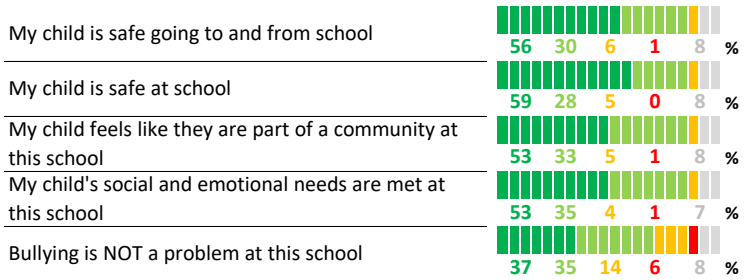 My child is safe going to and from school
56 30 6 1 8 %
My child is safe at school
59 28 5 0 8 %
My child feels like they are part of a community at
this school
53 33 5 1 8 %
My child's social and emotional needs are met at
this school
53 35 4 1 7 %
Bullying is NOT a problem at this school
37 35 14 6 8 %